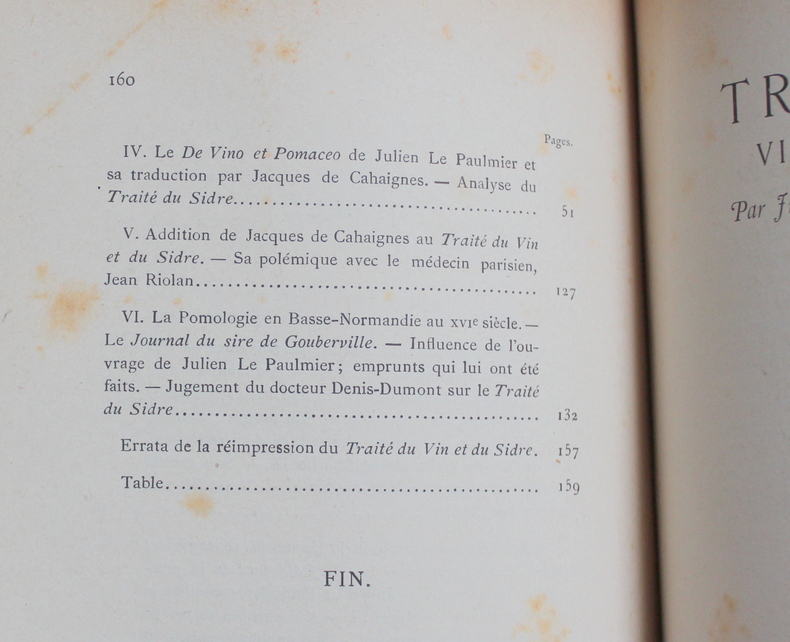 160
Pages.
IV. Le De Vino et Pomaceo de Julien Le Paulmier et
sa traduction par Jacques de Cahaignes. — Analyse du
Traité du Sidre.......................................... 51
V. Addition de Jacques de Cahaignes au Traité du Vin
et du Sidre. — Sa polémique avec le médecin parisien,
Jean Riolan.............................................. 127
VI. La Pomologie en Basse-Normandie au XVIe siècle. —
Le Journal du sire de Gouberville. — Influence de l'ou-
vrage de Julien Le Paulmier; emprunts qui lui ont été
faits. — Jugement du docteur Denis-Dumont sur le Traité
du Sidre................................................ 132
Errata de la réimpression du Traité du Vin et du Sidre. 157
Table.................................................. 159
FIN.
TR
VI
Par J